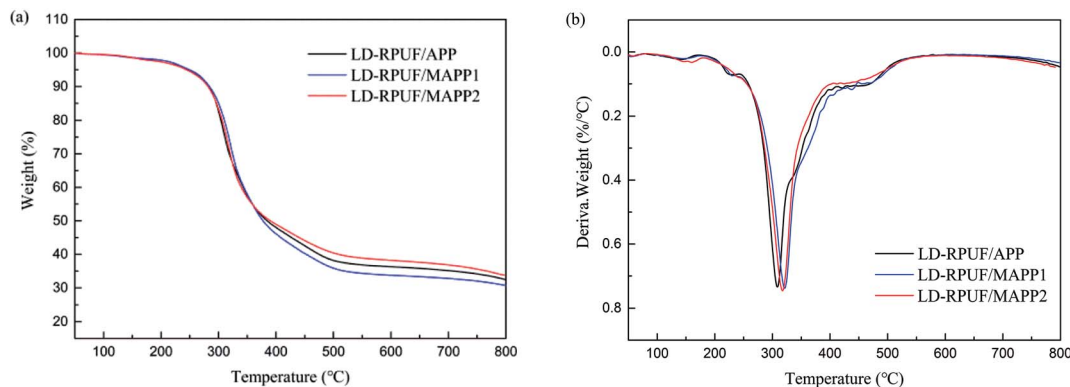 (a)
110
100
90
80
70
60
50
40
30
20
Weight (%)
LD-RPUF/APP
LD-RPUF/MAPP1
LD-RPUF/MAPP2
100 200 300 400 500 600 700 800
Temperature (℃)
(b)
0.0
0.2
0.4
0.6
0.8
Deriva.Weight (%/℃)
LD-RPUF/APP
LD-RPUF/MAPP1
LD-RPUF/MAPP2
100 200 300 400 500 600 700 800
Temperature (℃)